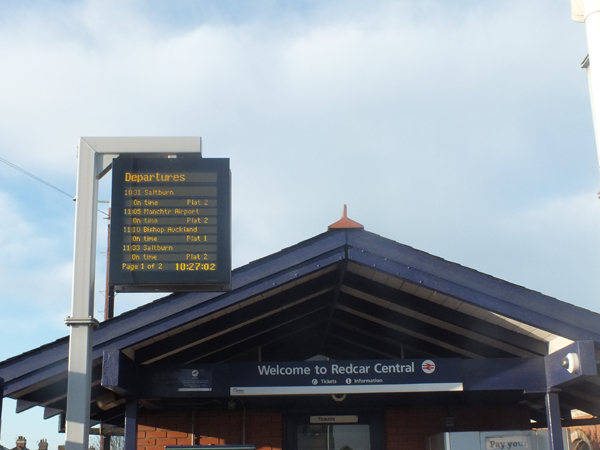 Departures
10:31 Saltburn
On time Plat 2
11:05 Manchtr Airport
On time Plat 2
11:10 Bishop Auckland
On time Plat 1
11:33 Saltburn
On time Plat 2
Page 1 of 2 10:27:02
Welcome to Redcar Central
Tickets Information
Tickets
Pay you